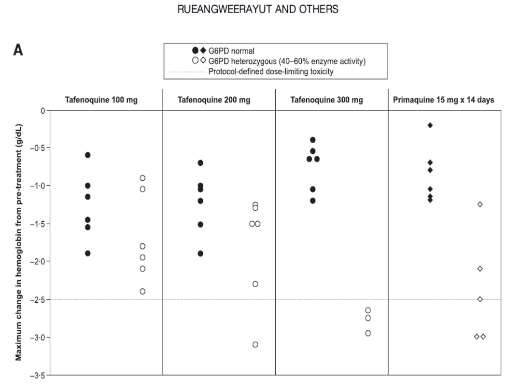 RUEANGWEERAYUT AND OTHERS
A
G6PD normal
G6PD heterozygous (40–60% enzyme activity)
Protocol-defined dose-limiting toxicity
Tafenoquine 100 mg
Tafenoquine 200 mg
Tafenoquine 300 mg
Primaquine 15 mg x 14 days
Maximum change in hemoglobin from pre-treatment (g/dL)
0
–0·5
–1·0
–1·5
–2·0
–2·5
–3·0
–3·5